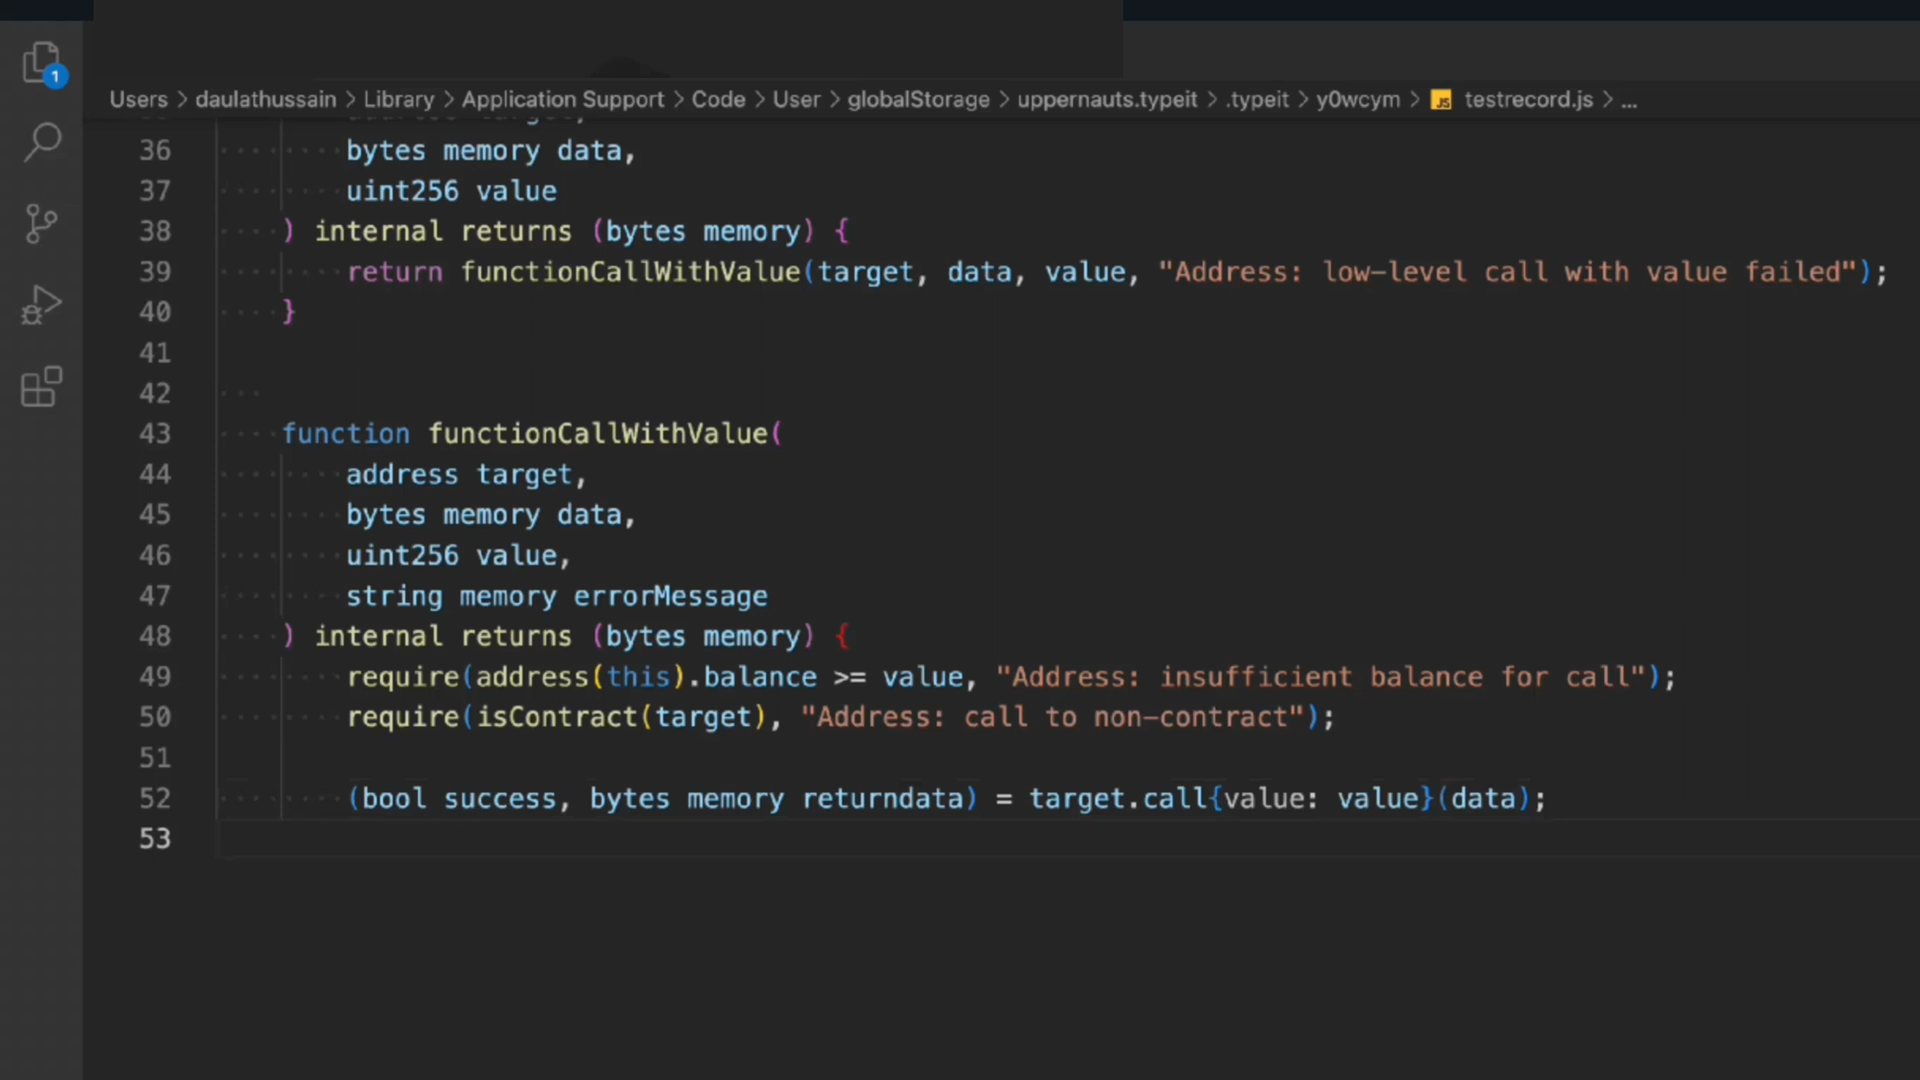 1
Users > daulathussain > Library > Application Support > Code > User > globalStorage > uppernauts.typeit > .typeit > y0wcym > JS testrecord.js > ...
36 bytes memory data,
37 uint256 value
38 ) internal returns (bytes memory) {
39 return functionCallWithValue(target, data, value, "Address: low-level call with value failed");
40 }
41
42
43 function functionCallWithValue(
44 address target,
45 bytes memory data,
46 uint256 value,
47 string memory errorMessage
48 ) internal returns (bytes memory) {
49 require(address(this).balance >= value, "Address: insufficient balance for call");
50 require(isContract(target), "Address: call to non-contract");
51
52 (bool success, bytes memory returndata) = target.call{value: value}(data);
53